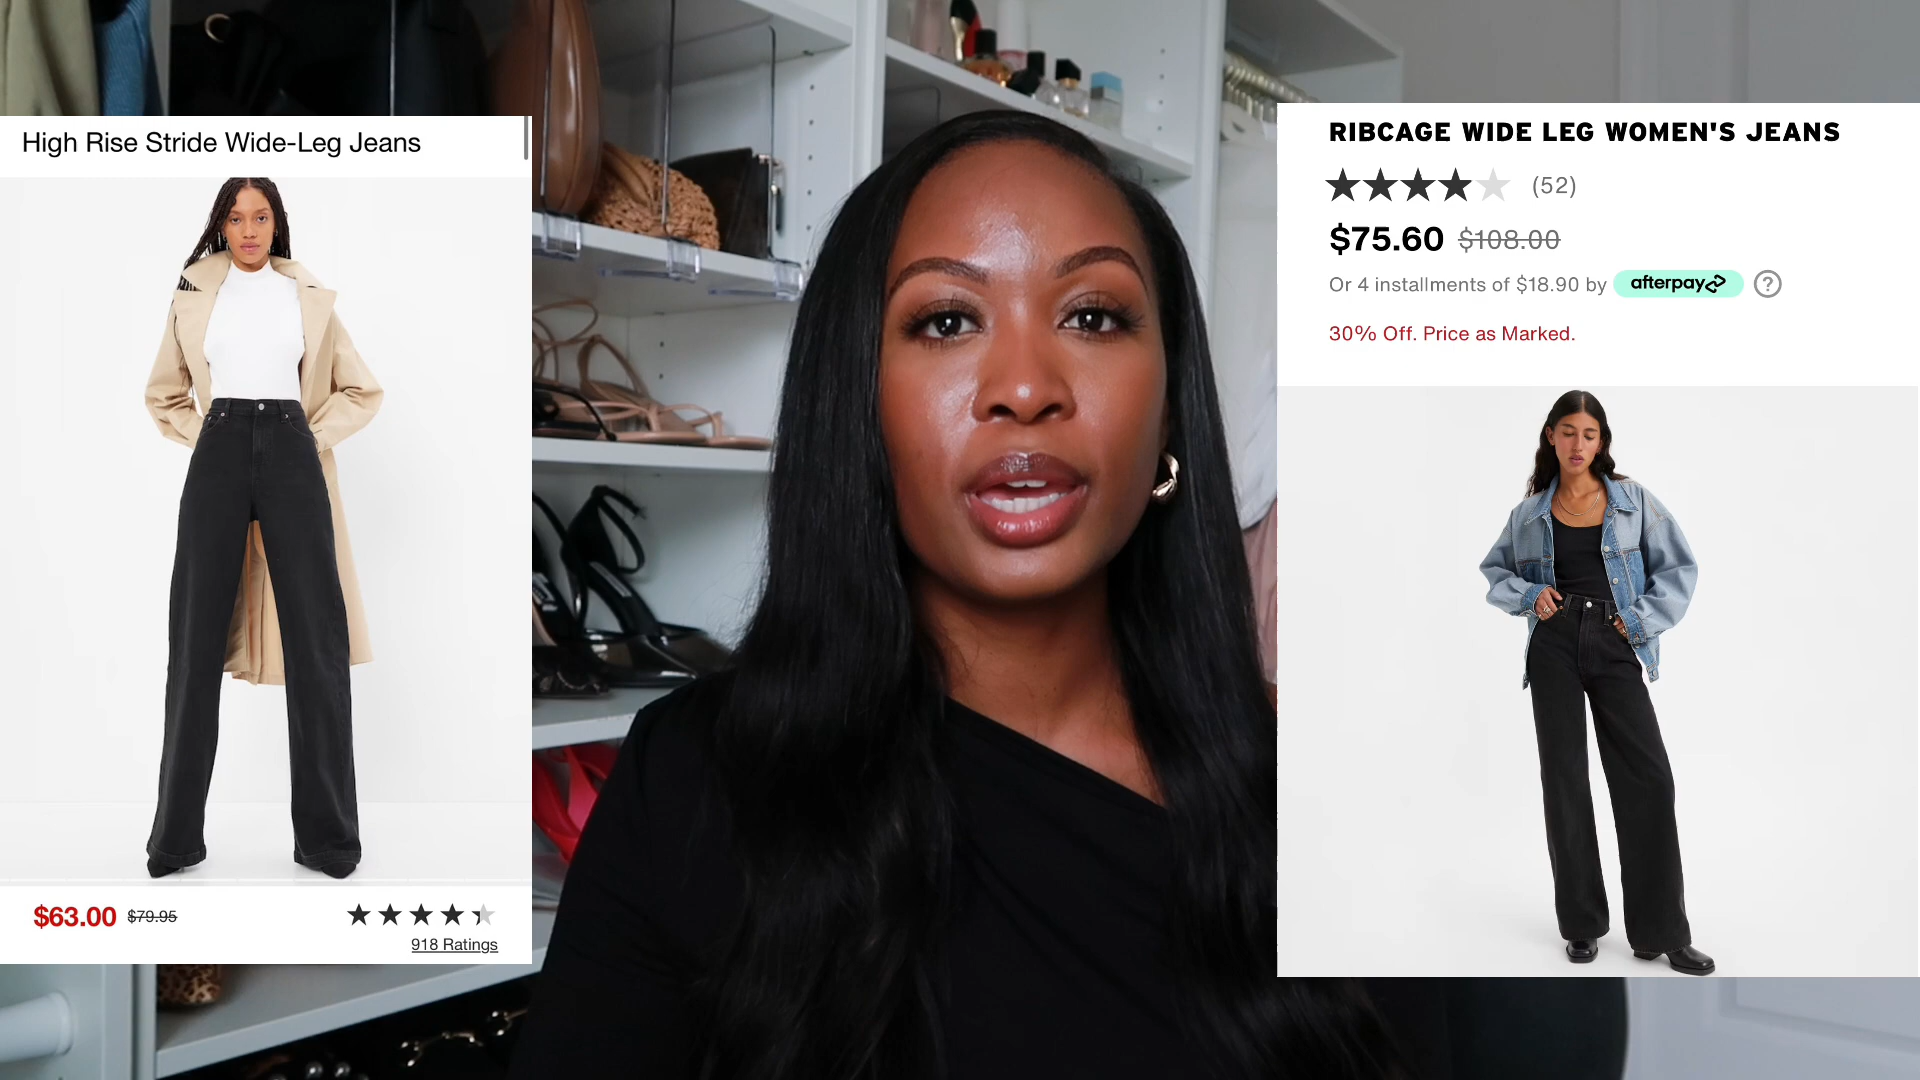 High Rise Stride Wide-Leg Jeans
$63.00 $79.95
918 Ratings
RIBCAGE WIDE LEG WOMEN'S JEANS
(52)
$75.60 $108.00
Or 4 installments of $18.90 by afterpay ?
30% Off. Price as Marked.